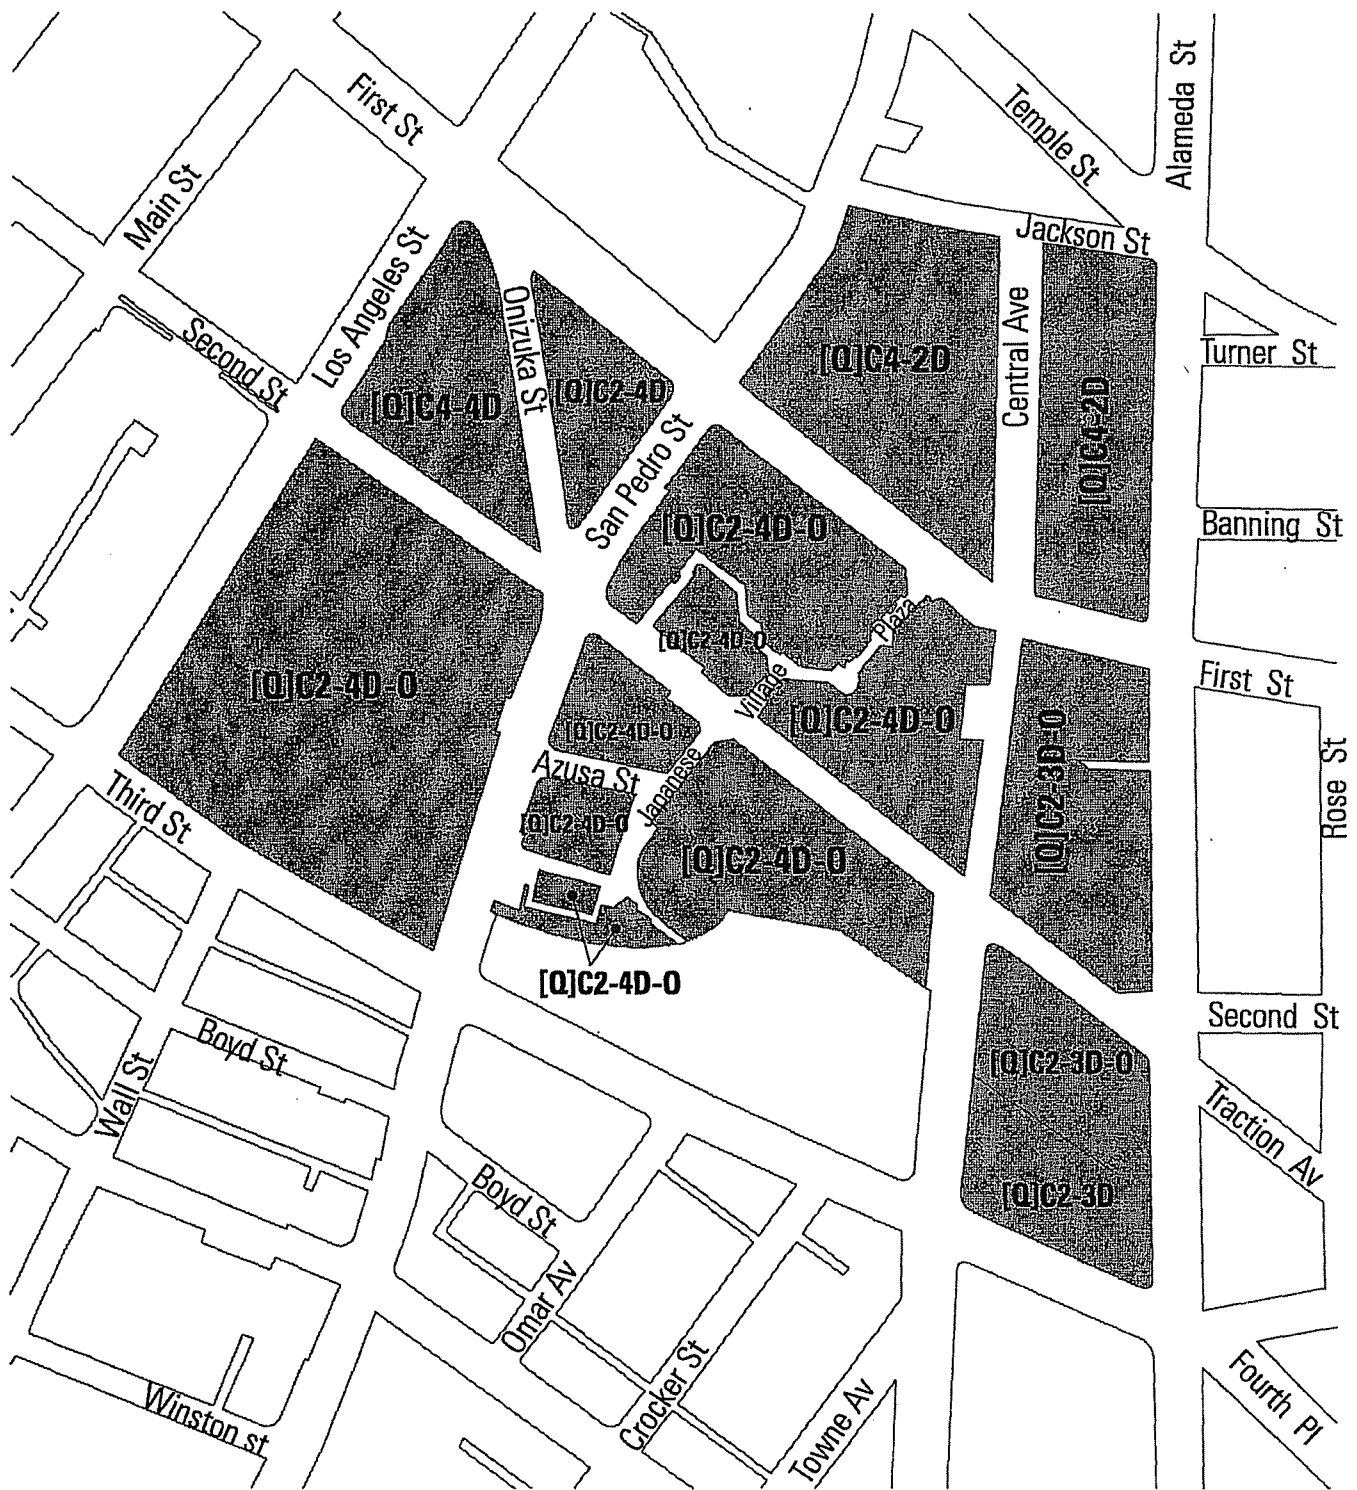 First St
Temple St
Alameda St
Main St
Jackson St
Los Angeles St
Second St
Onizuka St
Central Ave
Turner St
[Q]C4-2D
[Q]C4-4D
[Q]C2-4D
[Q]C4-2D
San Pedro St
[Q]C2-4D-O
Banning St
Plaza
[Q]C2-4D-O
Village
First St
[Q]C2-4D-O
[Q]C2-4D-O
[Q]C2-4D-O
[Q]C2-3D-O
Azusa St
Japanese
Rose St
Third St
[Q]C2-4D-O
[Q]C2-4D-O
[Q]C2-4D-O
Second St
Boyd St
Wall St
[Q]C2-3D-O
Traction Av
Boyd St
[Q]C2-3D
Omar Av
Crocker St
Towne Av
Winston st
Fourth Pl